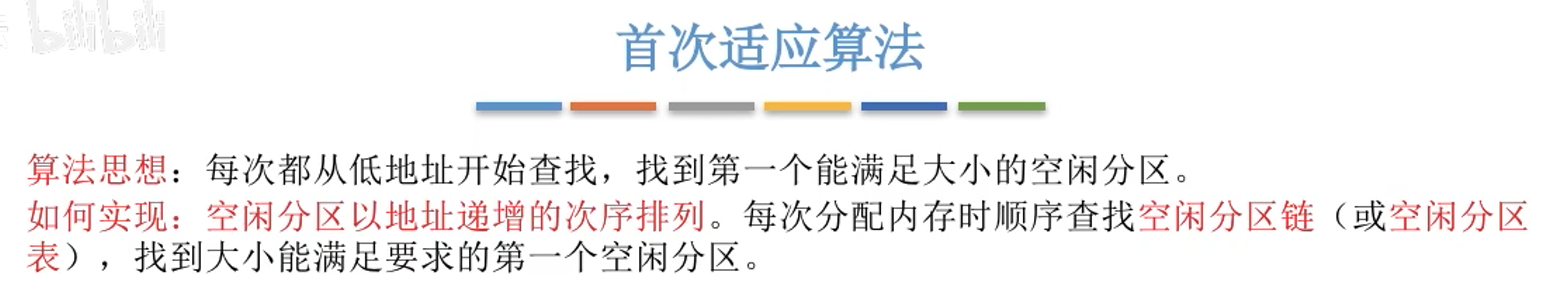 bilibili
首次适应算法
算法思想：每次都从低地址开始查找，找到第一个能满足大小的空闲分区。
如何实现：空闲分区以地址递增的次序排列。每次分配内存时顺序查找空闲分区链（或空闲分区
表），找到大小能满足要求的第一个空闲分区。